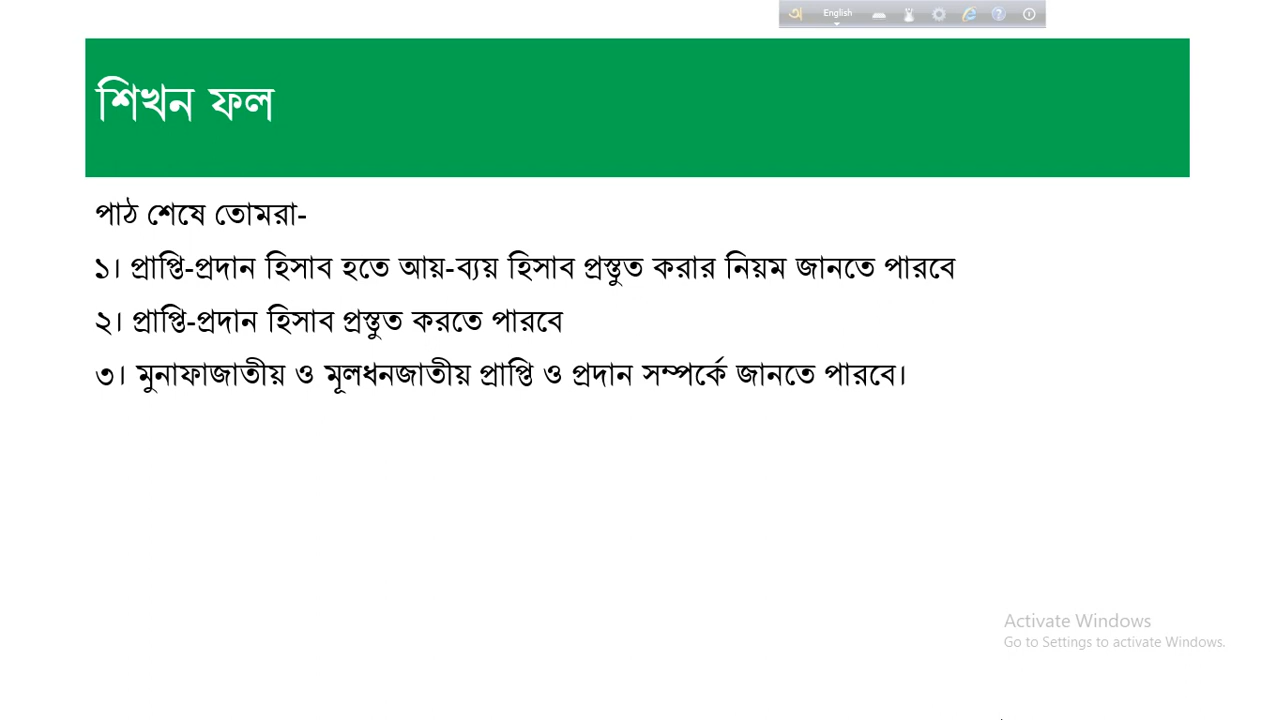 অ English
শিখন ফল
পাঠ শেষে তোমরা-
১। প্রাপ্তি-প্রদান হিসাব হতে আয়-ব্যয় হিসাব প্রস্তুত করার নিয়ম জানতে পারবে
২। প্রাপ্তি-প্রদান হিসাব প্রস্তুত করতে পারবে
৩। মুনাফাজাতীয় ও মূলধনজাতীয় প্রাপ্তি ও প্রদান সম্পর্কে জানতে পারবে।
Activate Windows
Go to Settings to activate Windows.